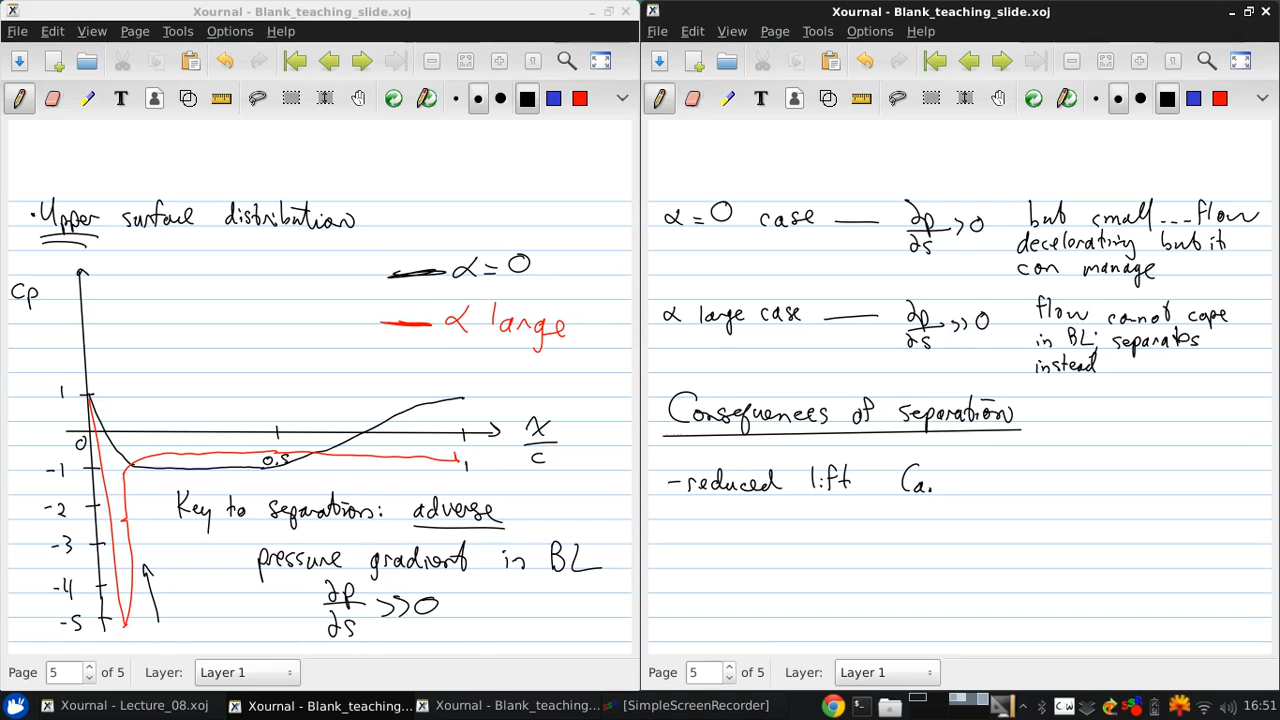 Xournal - Blank_teaching_slide.xoj
File Edit View Page Tools Options Help
·Upper surface distribution
α = 0
Cp
α large
1
0
x/c
0.5
1
-1
-2
Key to separation: adverse
-3
pressure gradient in BL
-4
∂p/∂s >> 0
-5
Page 5 of 5 Layer: Layer 1
Xournal - Blank_teaching_slide.xoj
File Edit View Page Tools Options Help
α = 0 case — ∂p/∂s > 0 but small...flow
decelorating but it
can manage
α large case — ∂p/∂s >> 0 flow cannot cope
in BL; separates
instead
Consequences of separation
-reduced lift (a.
Page 5 of 5 Layer: Layer 1
Xournal - Lecture_08.xoj Xournal - Blank_teaching... Xournal - Blank_teaching... [SimpleScreenRecorder] 16:51